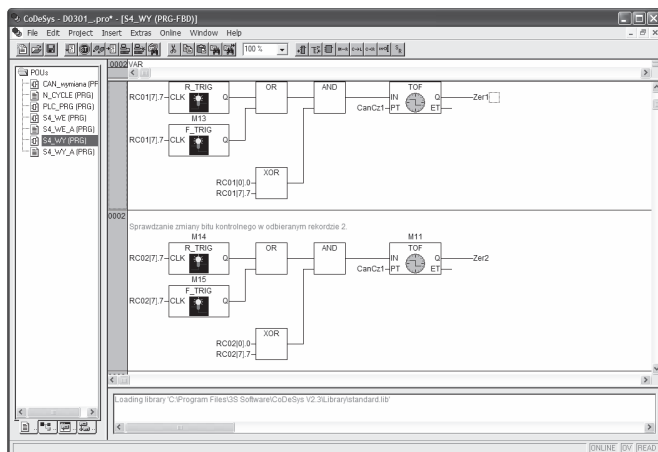 CoDeSys - D0301_.pro* - [S4_WY (PRG-FBD)]
File Edit Project Insert Extras Online Window Help
100 %
POUs
CAN_wymiana (PF
N_CYCLE (PRG)
PLC_PRG (PRG)
S4_WE (PRG)
S4_WE_A (PRG)
S4_WY (PRG)
S4_WY_A (PRG)
0002 VAR
R_TRIG OR AND TOF
RC01[7].7 CLK Q IN Q Zer1
CanCz1 PT ET
M13
F_TRIG
RC01[7].7 CLK Q
XOR
RC01[0].0
RC01[7].7
0002
Sprawdzanie zmiany bitu kontrolnego w odbieranym rekordzie 2.
M14 M11
R_TRIG OR AND TOF
RC02[7].7 CLK Q IN Q Zer2
CanCz1 PT ET
M15
F_TRIG
RC02[7].7 CLK Q
XOR
RC02[0].0
RC02[7].7
Loading library 'C:\Program Files\3S Software\CoDeSys V2.3\Library\standard.lib'
ONLINE OV READ